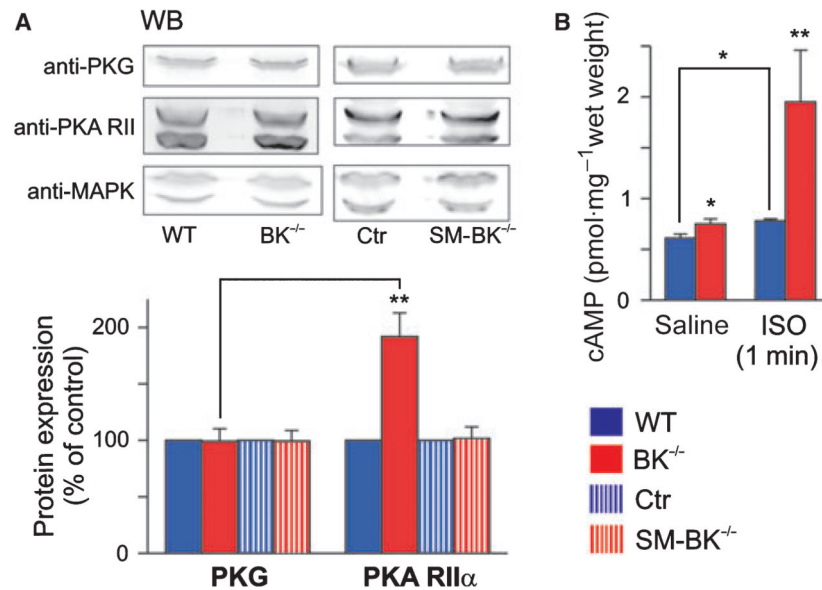 A
WB
anti-PKG
anti-PKA RII
anti-MAPK
WT
BK⁻/⁻
Ctr
SM-BK⁻/⁻
Protein expression
(% of control)
200
100
0
**
PKG
PKA RIIα
B
cAMP (pmol·mg⁻¹wet weight)
2
1
0
*
*
**
Saline
ISO
(1 min)
WT
BK⁻/⁻
Ctr
SM-BK⁻/⁻